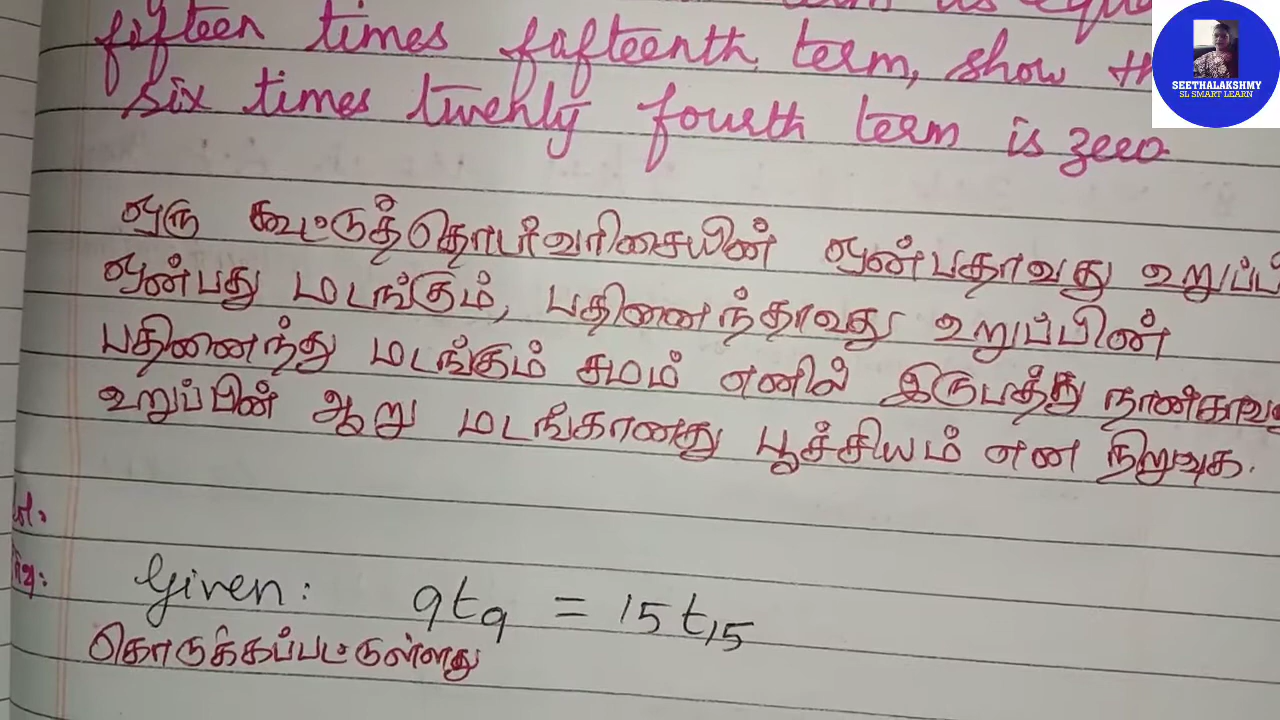 fifteen times fafteenth term, show
six times twenty fourth term is zero
ஒரு கூட்டுத்தொடர்வரிசையின் ஒன்பதாவது உறுப்பி
ஒன்பது மடங்கும், பதினைந்தாவது உறுப்பின்
பதினைந்து மடங்கும் சமம் எனில் இருபத்து நான்காவது
உறுப்பின் ஆறு மடங்கானது பூச்சியம் என நிறுவுக.
Given: 9t9 = 15t15
கொடுக்கப்பட்டுள்ளது
SEETHALAKSHMY
SL SMART LEARN